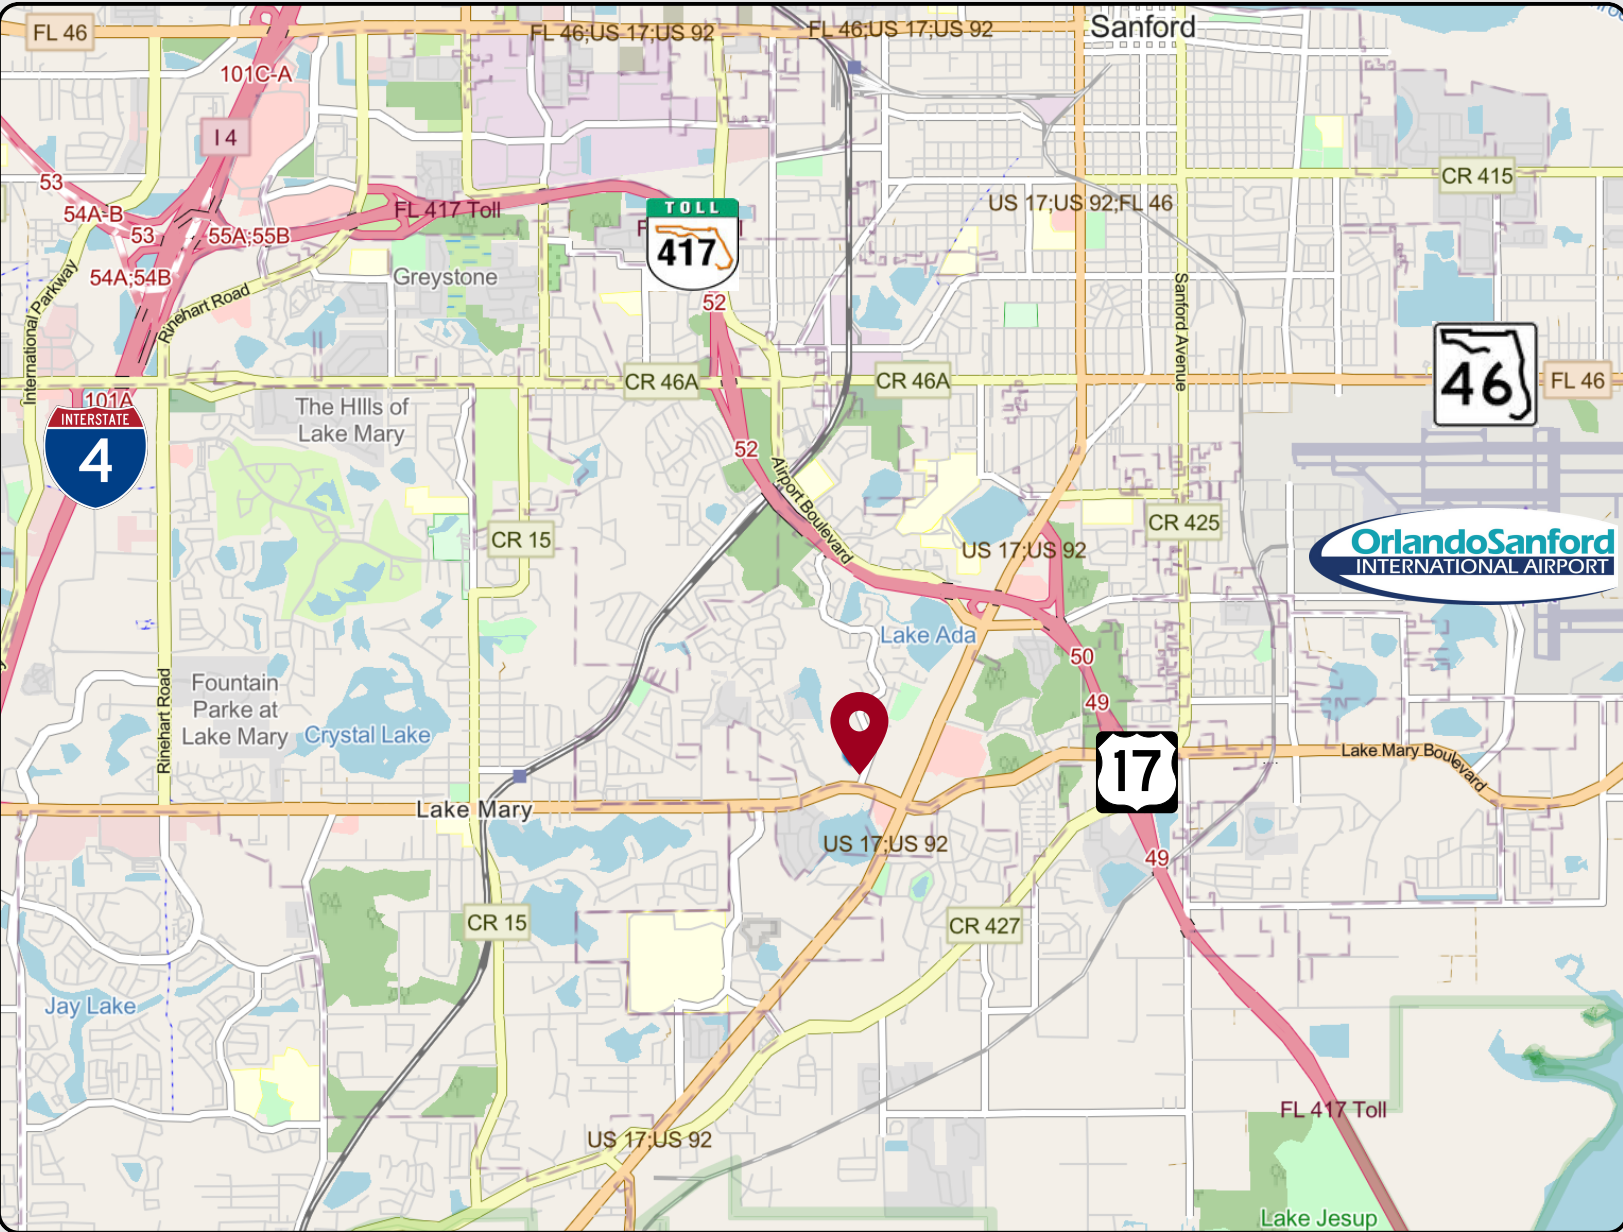 FL 46
FL 46;US 17;US 92
FL 46;US 17;US 92
Sanford
101C-A
I 4
53
CR 415
54A-B
FL 417 Toll
TOLL
417
US 17;US 92;FL 46
53
55A;55B
54A;54B
Greystone
International Parkway
Rinehart Road
52
Sanford Avenue
CR 46A
CR 46A
46
FL 46
101A
INTERSTATE
4
The HIlls of
Lake Mary
52
Airport Boulevard
CR 15
CR 425
US 17;US 92
OrlandoSanford
INTERNATIONAL AIRPORT
Lake Ada
50
49
Fountain
Parke at
Lake Mary
Rinehart Road
Crystal Lake
17
Lake Mary Boulevard
Lake Mary
US 17;US 92
49
CR 15
CR 427
Jay Lake
FL 417 Toll
US 17;US 92
Lake Jesup